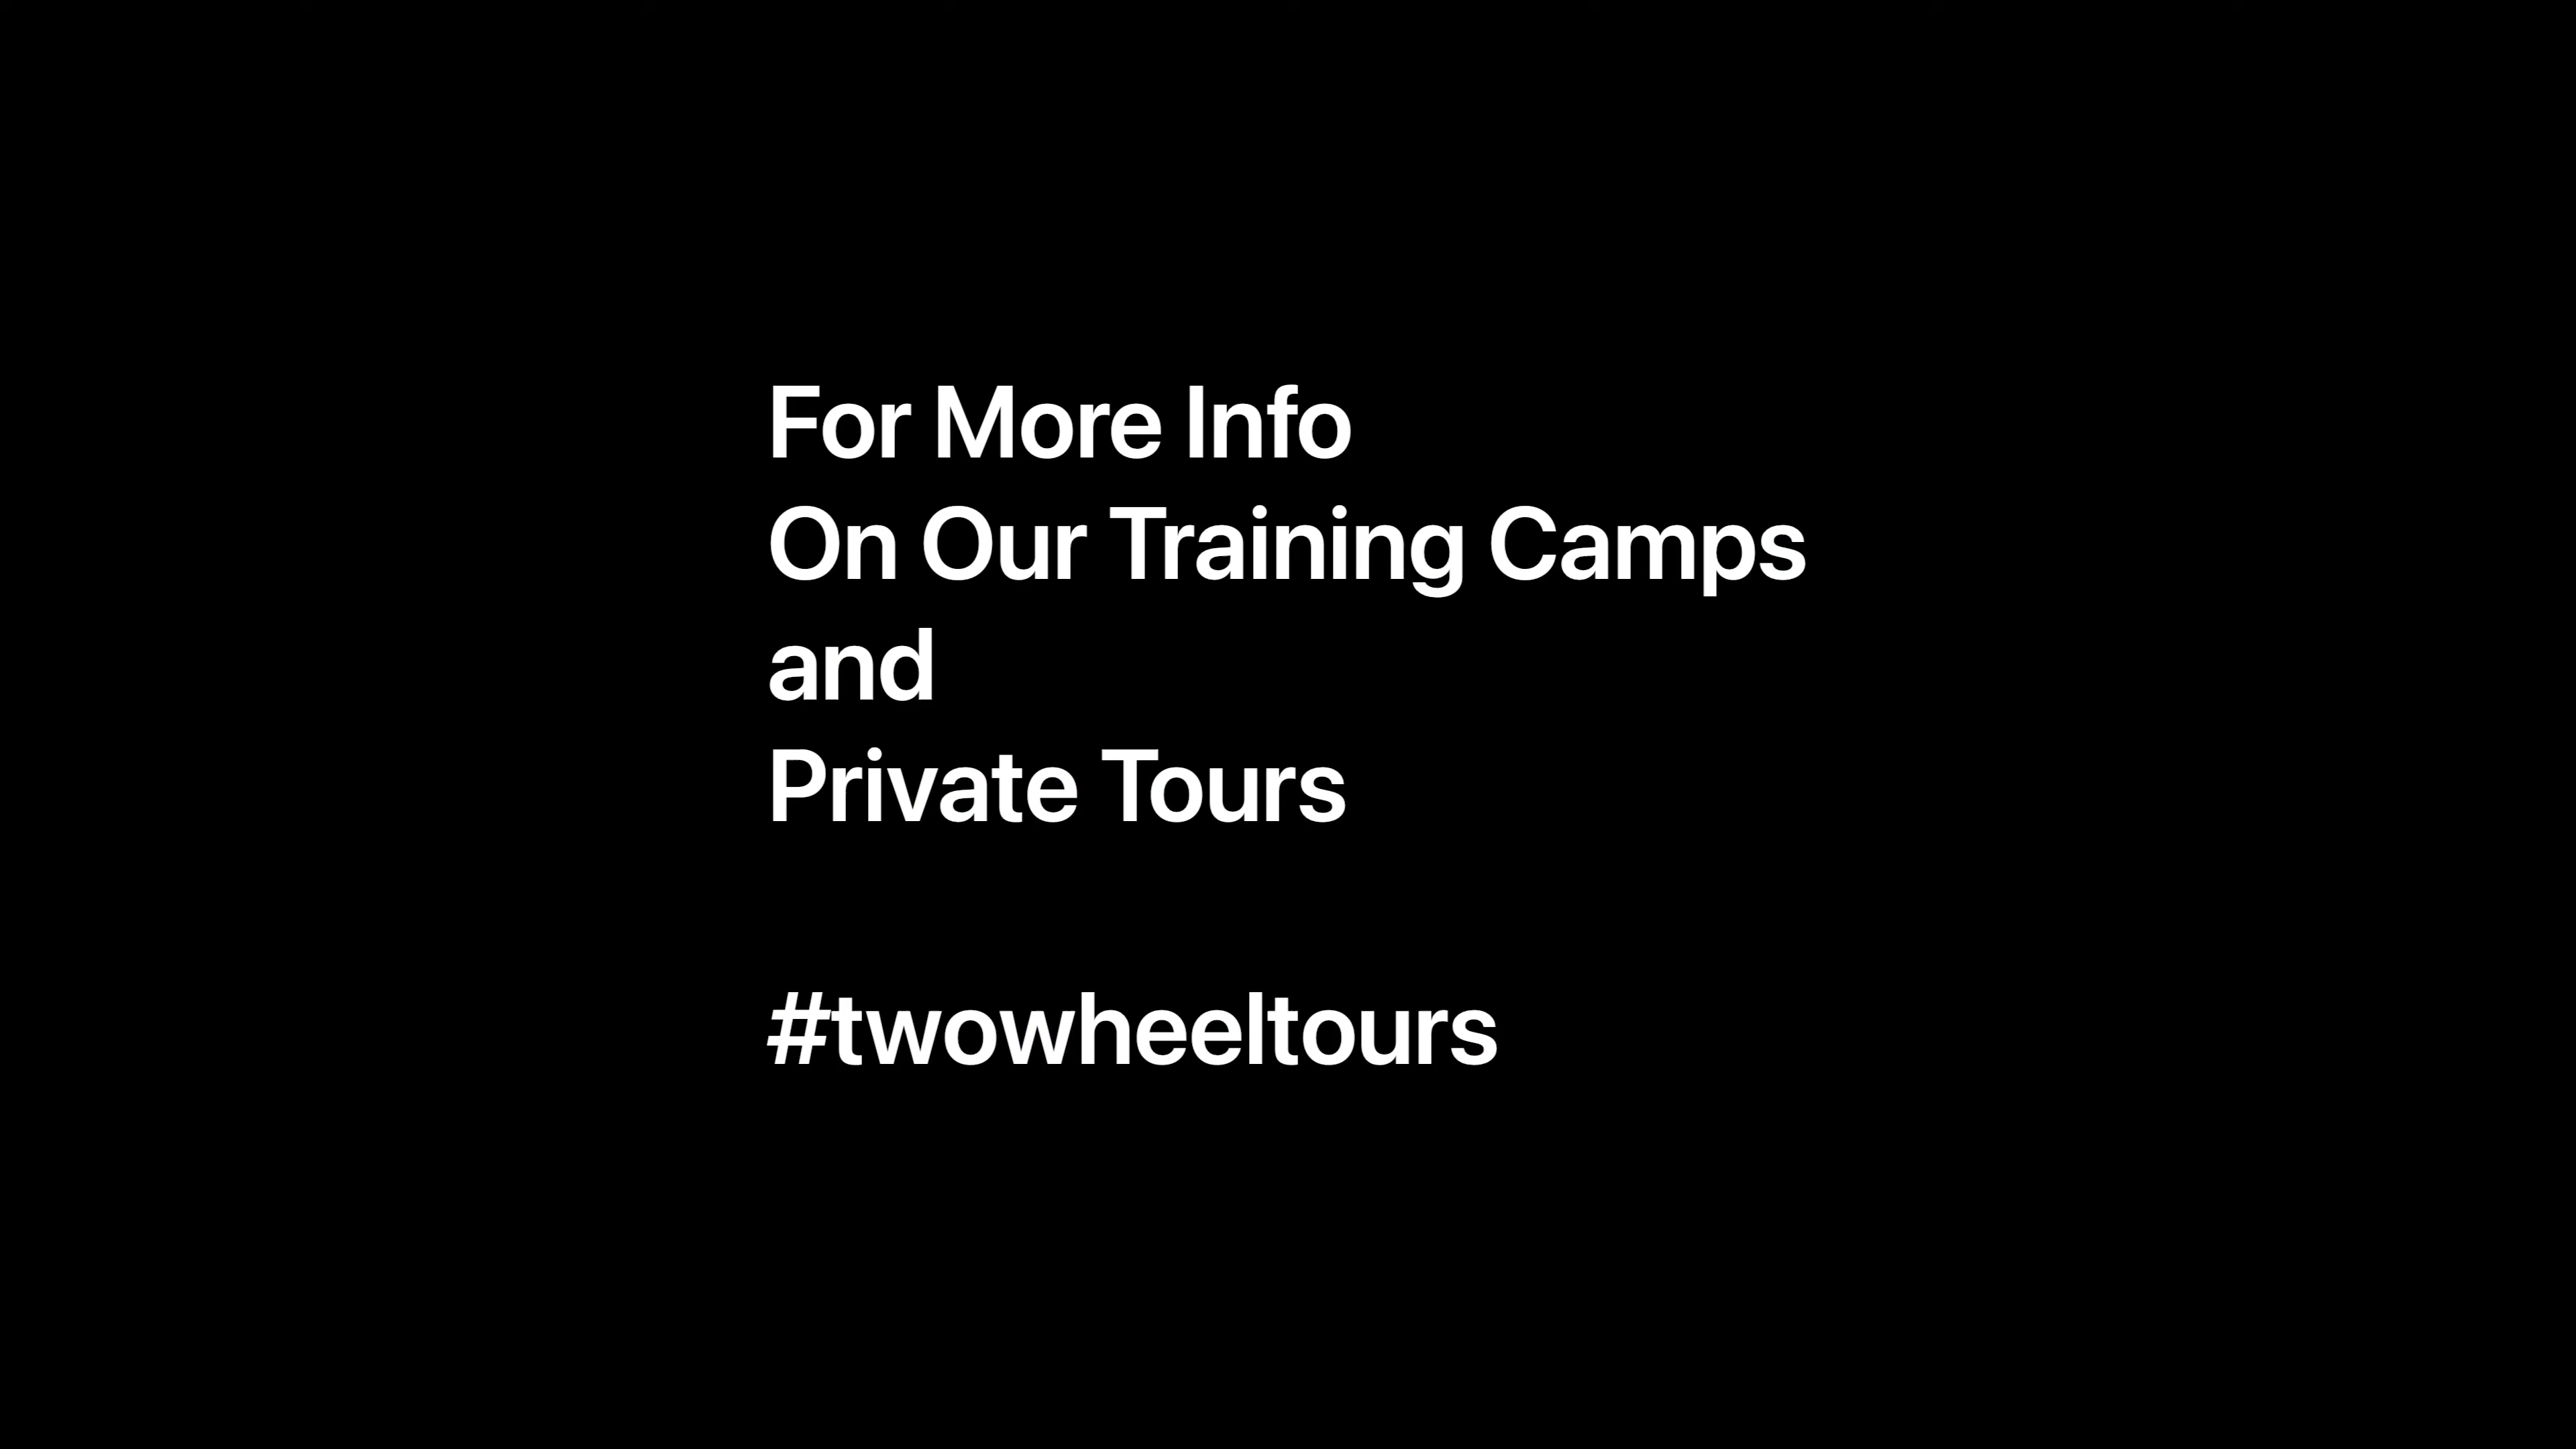 For More Info
On Our Training Camps
and
Private Tours
#twowheeltours